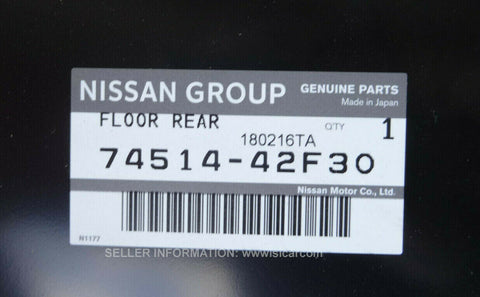 NISSAN GROUP GENUINE PARTS
Made in Japan
FLOOR REAR
180216TA Q'TY 1
74514-42F30
Nissan Motor Co., Ltd.
N1177
SELLER INFORMATION: wwwisicarcom